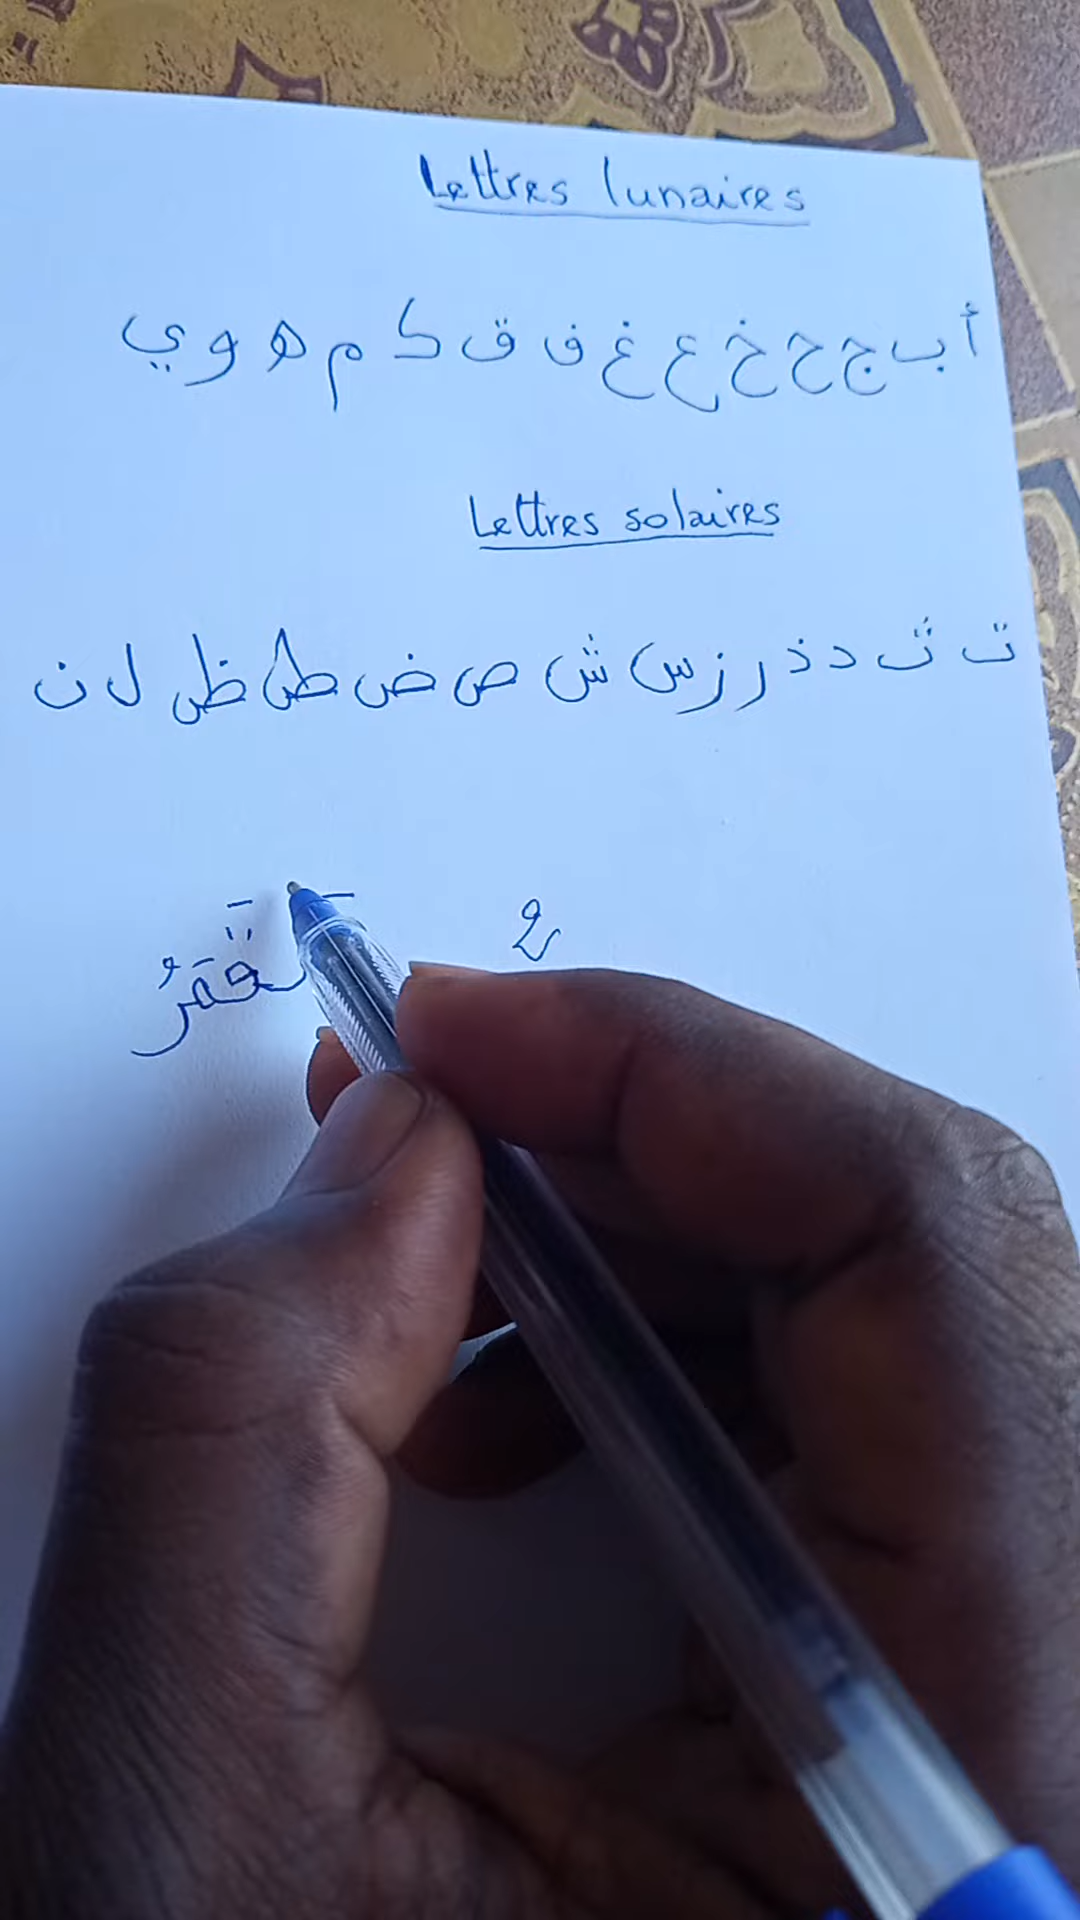 Lettres lunaires
أ ب ج ح خ ع غ ف ق ك م ه و ي
Lettres solaires
ت ث د ذ ر ز س ش ص ض ط ظ ل ن